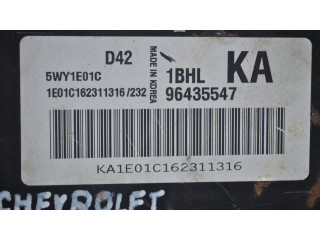 D42
MADE IN KOREA
1BHL KA
5WY1E01C
1E01C162311316/232 96435547
KA1E01C162311316
CHEVROLET